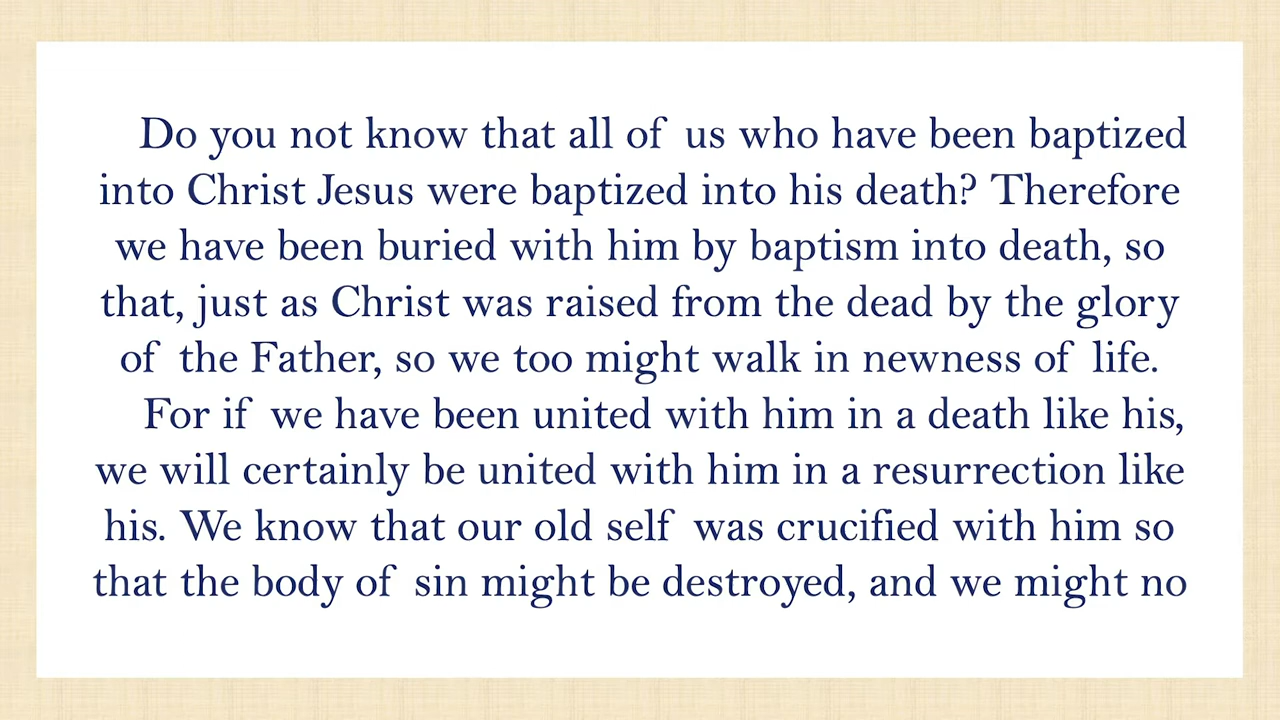 Do you not know that all of us who have been baptized
into Christ Jesus were baptized into his death? Therefore
we have been buried with him by baptism into death, so
that, just as Christ was raised from the dead by the glory
of the Father, so we too might walk in newness of life.
For if we have been united with him in a death like his,
we will certainly be united with him in a resurrection like
his. We know that our old self was crucified with him so
that the body of sin might be destroyed, and we might no